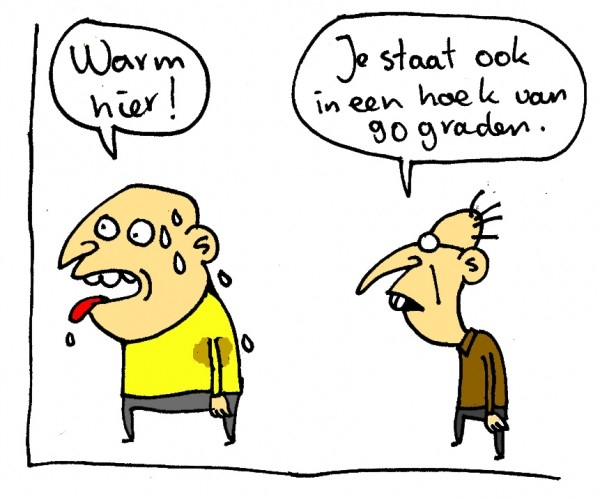 Warm
hier!
Je staat ook
in een hoek van
90 graden.